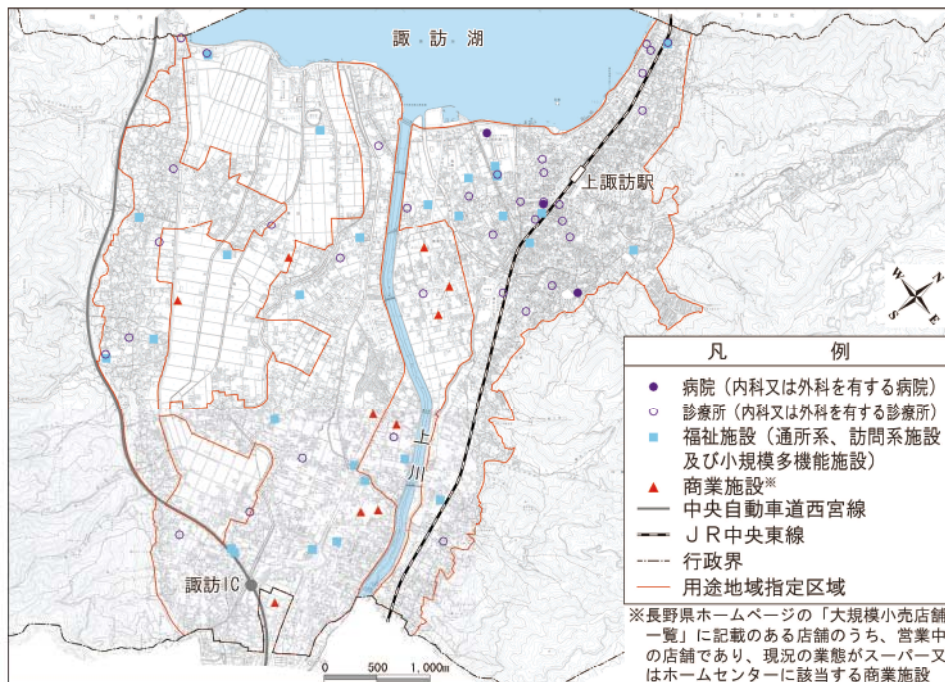 諏訪湖
上諏訪駅
上川
諏訪IC
W N
S E
0 500 1,000m
凡 例
病院（内科又は外科を有する病院）
診療所（内科又は外科を有する診療所）
福祉施設（通所系、訪問系施設
及び小規模多機能施設）
商業施設※
中央自動車道西宮線
ＪＲ中央東線
行政界
用途地域指定区域
※長野県ホームページの「大規模小売店舗
一覧」に記載のある店舗のうち、営業中
の店舗であり、現況の業態がスーパー又
はホームセンターに該当する商業施設